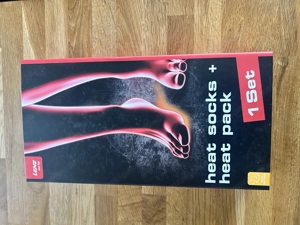 heat socks +
heat pack
1 Set